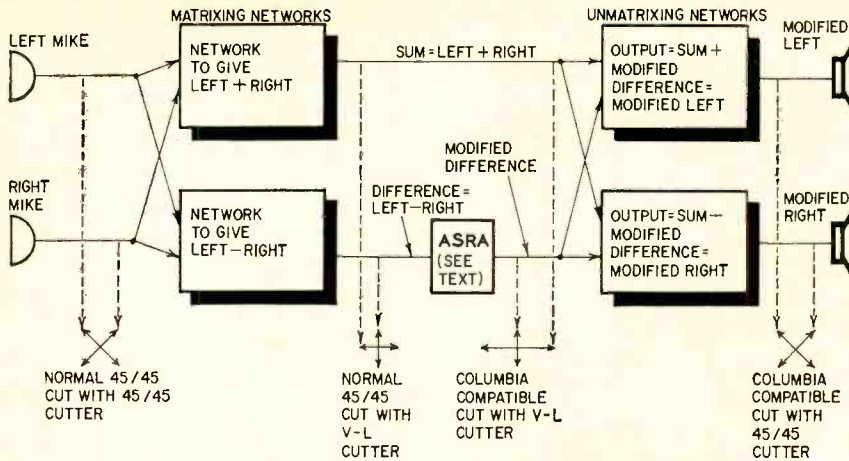 MATRIXING NETWORKS
UNMATRIXING NETWORKS
MODIFIED
LEFT
LEFT MIKE
NETWORK
TO GIVE
LEFT+RIGHT
SUM=LEFT+RIGHT
OUTPUT=SUM+
MODIFIED
DIFFERENCE=
MODIFIED LEFT
RIGHT
MIKE
NETWORK
TO GIVE
LEFT-RIGHT
DIFFERENCE=
LEFT-RIGHT
MODIFIED
DIFFERENCE
ASRA
(SEE
TEXT)
OUTPUT=SUM-
MODIFIED
DIFFERENCE=
MODIFIED RIGHT
MODIFIED
RIGHT
NORMAL 45/45
CUT WITH 45/45
CUTTER
NORMAL
45/45
CUT WITH
V-L
CUTTER
COLUMBIA
COMPATIBLE
CUT WITH V-L
CUTTER
COLUMBIA
COMPATIBLE
CUT WITH
45/45
CUTTER